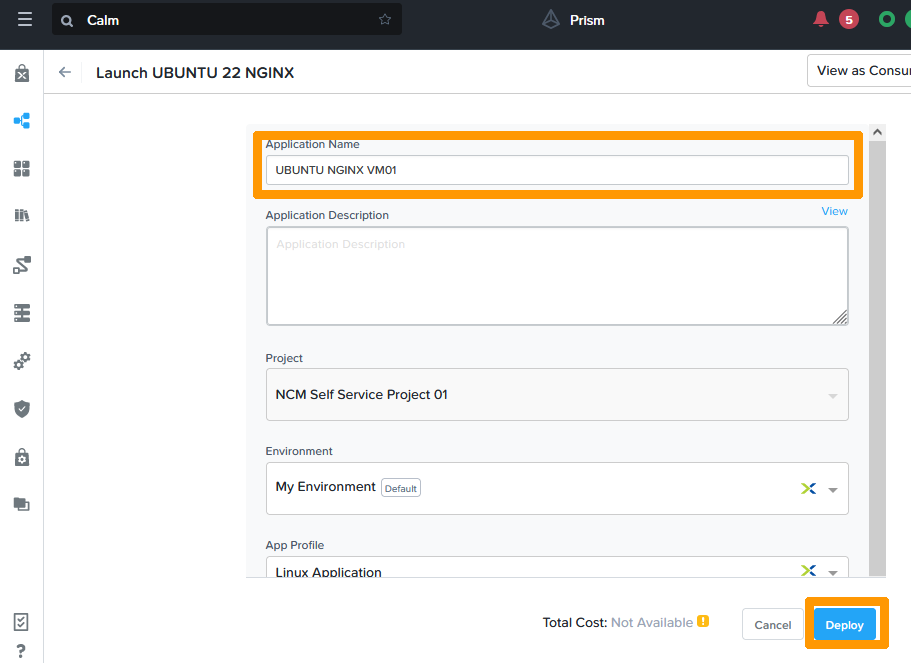 Calm
Prism
5
Launch UBUNTU 22 NGINX
View as Consu
Application Name
UBUNTU NGINX VM01
Application Description
View
Application Description
Project
NCM Self Service Project 01
Environment
My Environment Default
App Profile
Linux Application
Total Cost: Not Available
Cancel
Deploy
?